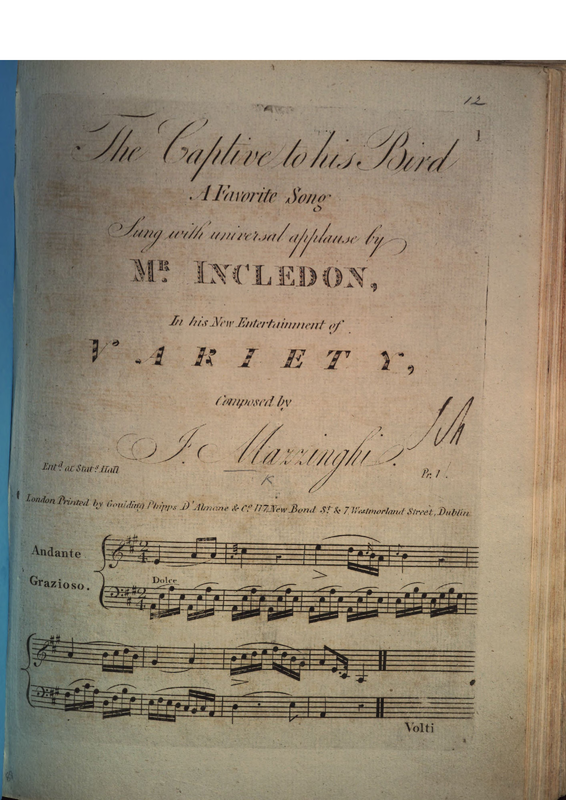 12
1
The Captive to his Bird
A Favorite Song
Sung with universal applause by
MR. INCLEDON,
In his New Entertainment of
VARIETY,
Composed by
J. Mazzinghi.
Entd. at Stats. Hall
Pr. 1/.
London Printed by Goulding Phipps D'Almaine & Co. 117, New Bond St. & 7 Westmorland Street, Dublin.
Andante
Grazioso.
Dolce
Volti